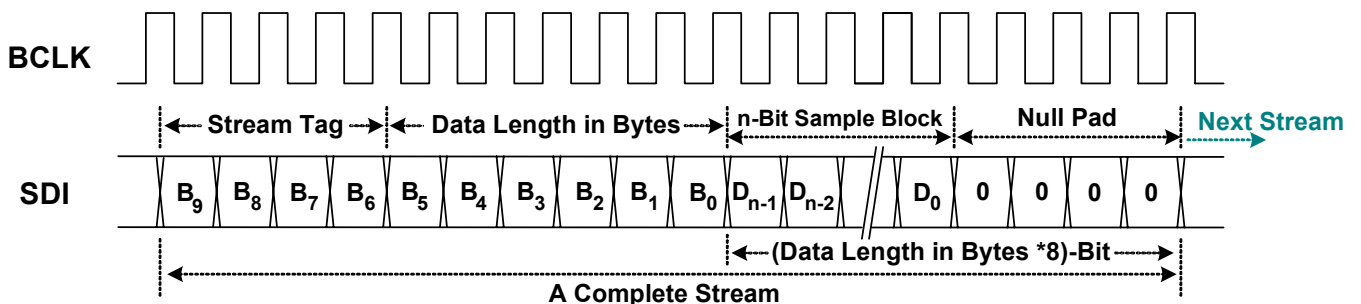 BCLK
Stream Tag
Data Length in Bytes
n-Bit Sample Block
Null Pad
Next Stream
SDI
B9 B8 B7 B6 B5 B4 B3 B2 B1 B0 Dn-1 Dn-2 D0 0 0 0 0
(Data Length in Bytes *8)-Bit
A Complete Stream